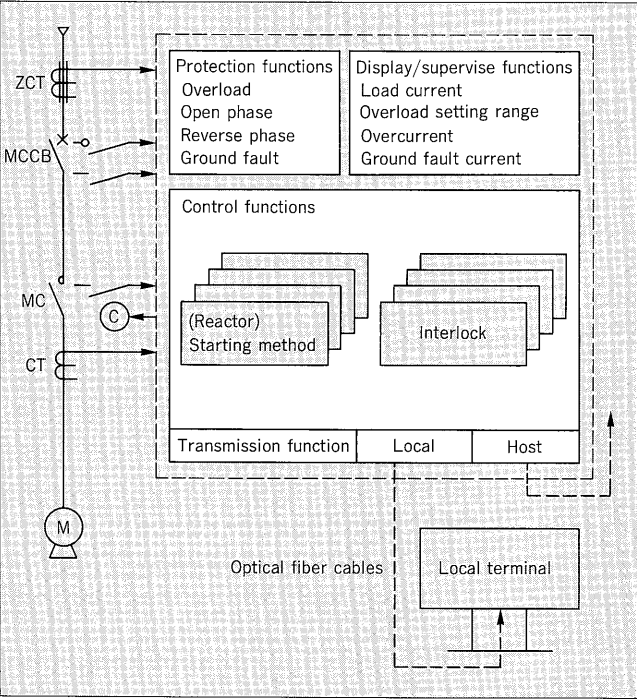 ZCT
MCCB
MC
C
CT
M
Protection functions
Overload
Open phase
Reverse phase
Ground fault
Display/supervise functions
Load current
Overload setting range
Overcurrent
Ground fault current
Control functions
(Reactor)
Starting method
Interlock
Transmission function
Local
Host
Optical fiber cables
Local terminal